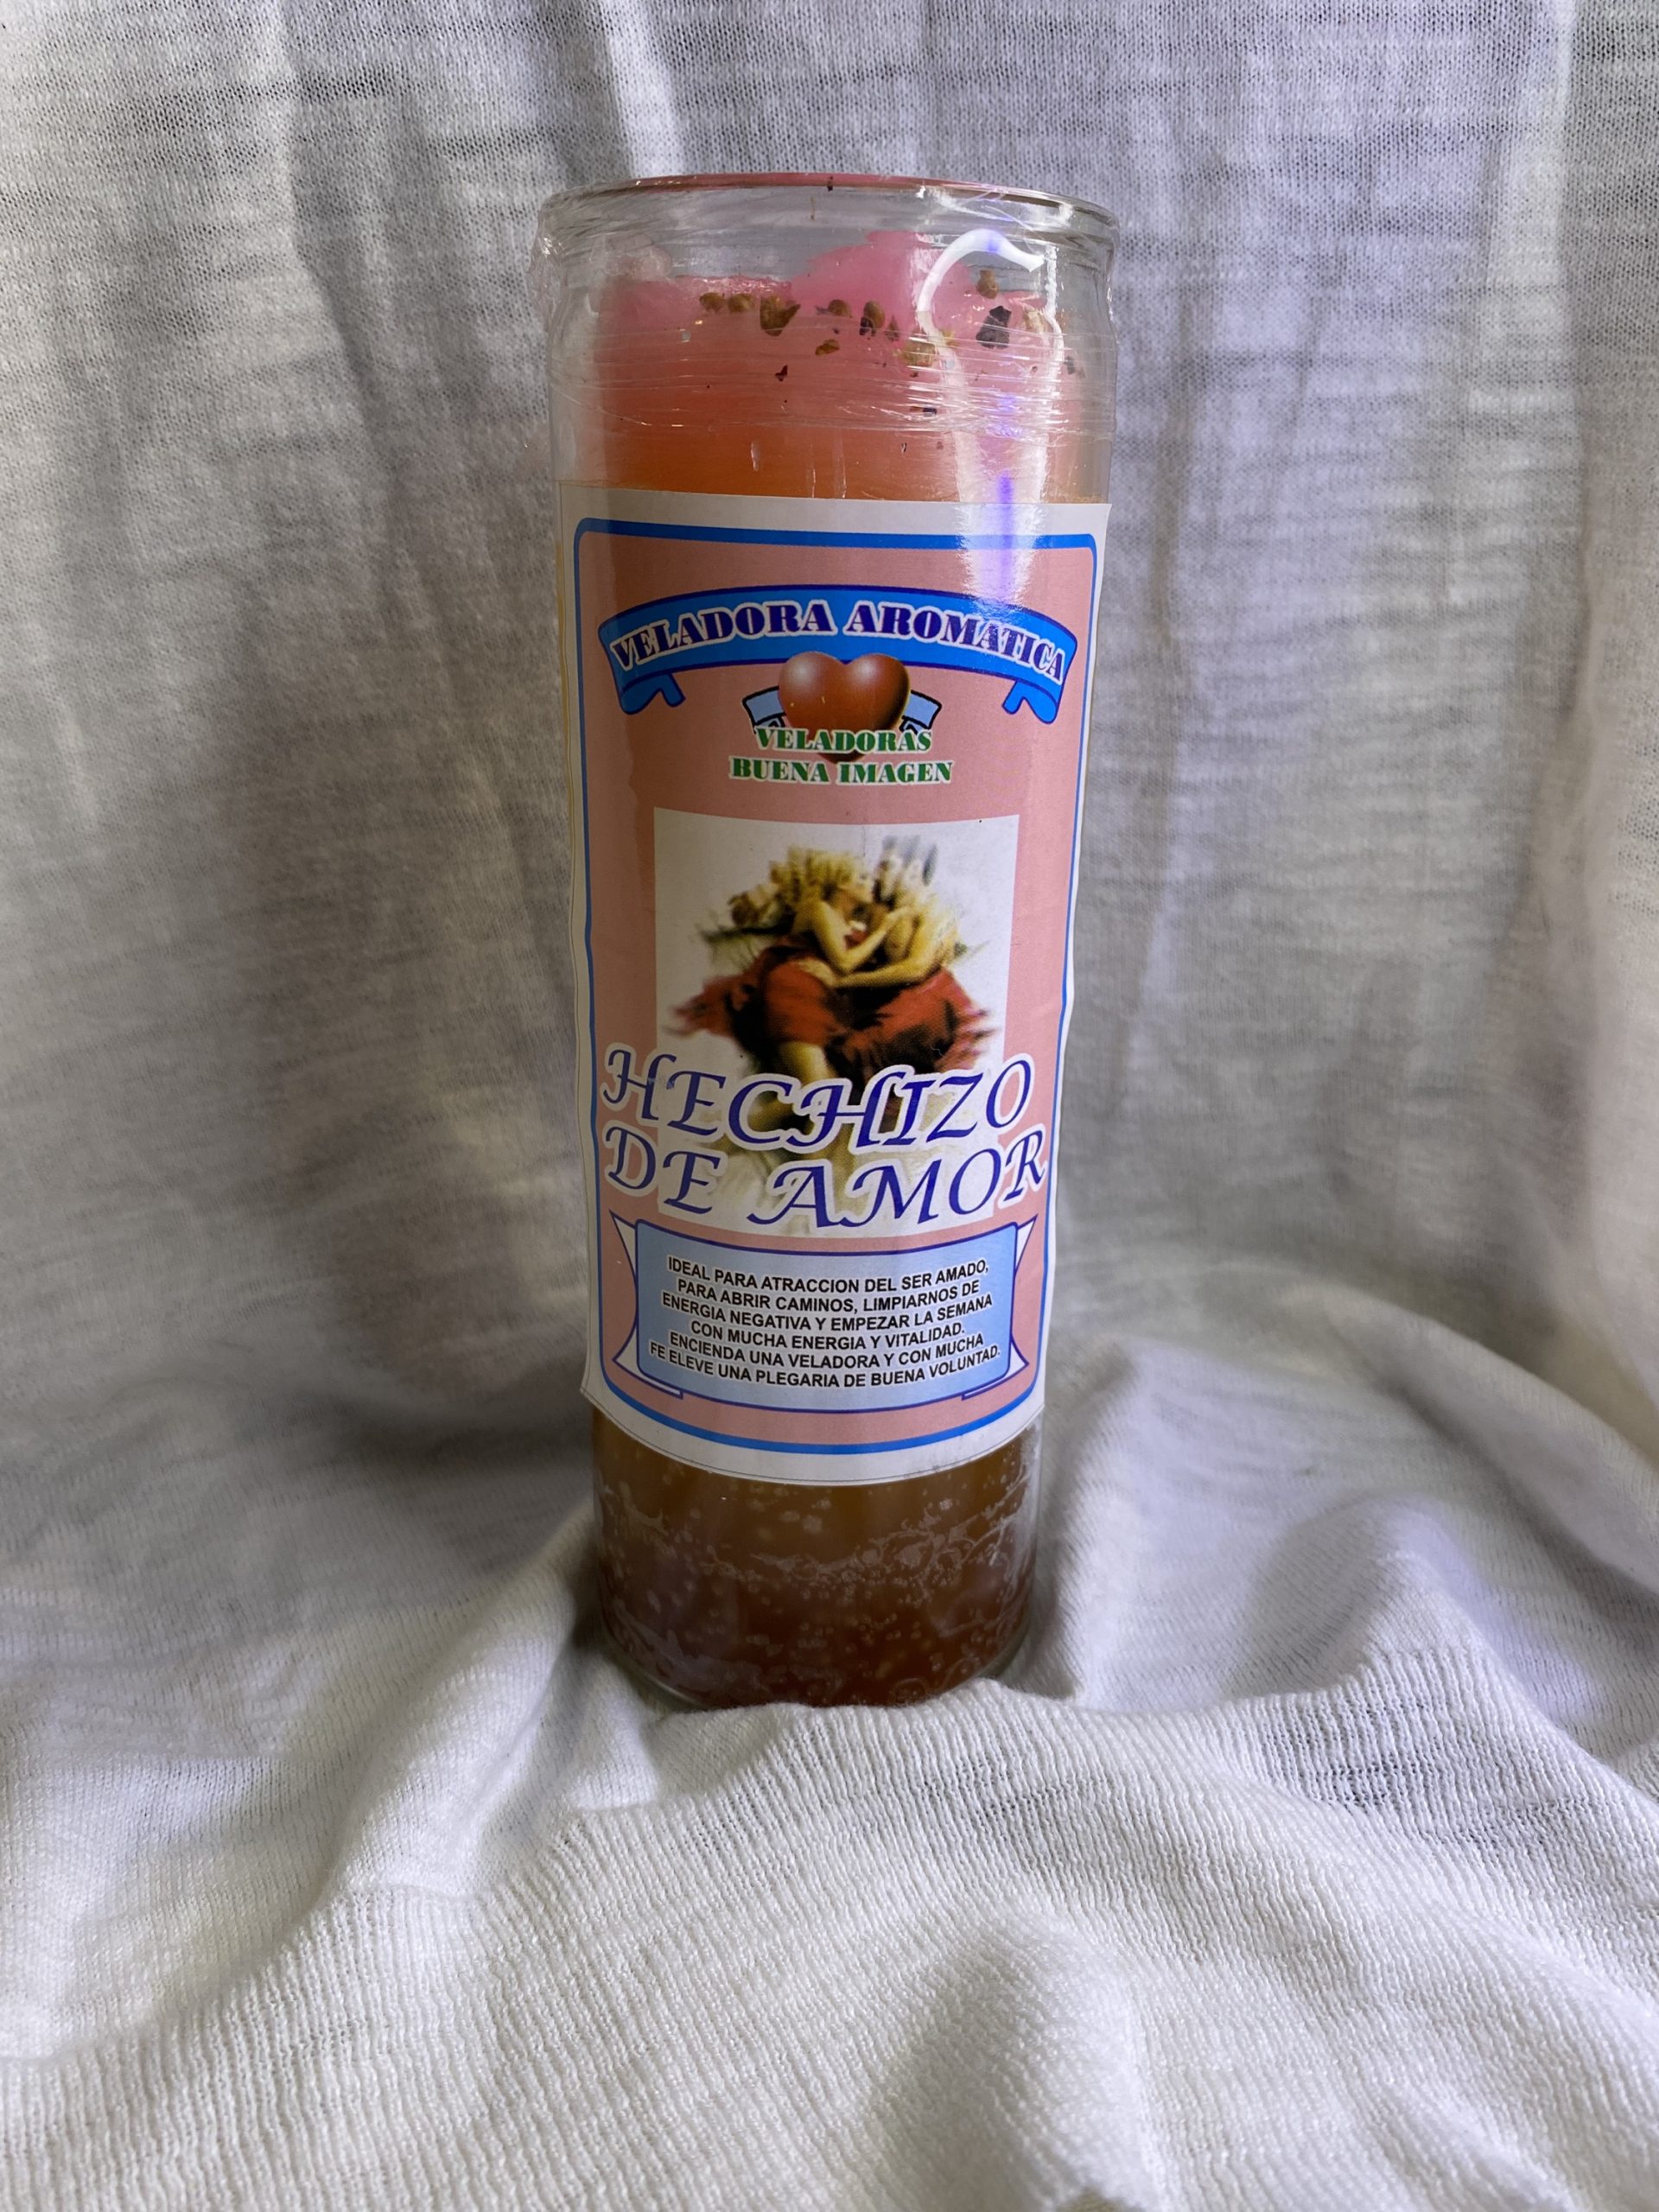 VELADORA AROMATICA
VELADORAS
BUENA IMAGEN
HECHIZO
DE AMOR
IDEAL PARA ATRACCION DEL SER AMADO,
PARA ABRIR CAMINOS, LIMPIARNOS DE
ENERGIA NEGATIVA Y EMPEZAR LA SEMANA
CON MUCHA ENERGIA Y VITALIDAD.
ENCIENDA UNA VELADORA Y CON MUCHA
FE ELEVE UNA PLEGARIA DE BUENA VOLUNTAD.